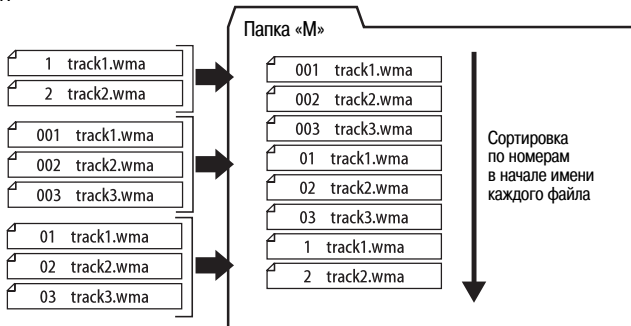 1 track1.wma
2 track2.wma
001 track1.wma
002 track2.wma
003 track3.wma
01 track1.wma
02 track2.wma
03 track3.wma
Папка «М»
001 track1.wma
002 track2.wma
003 track3.wma
01 track1.wma
02 track2.wma
03 track3.wma
1 track1.wma
2 track2.wma
Сортировка
по номерам
в начале имени
каждого файла